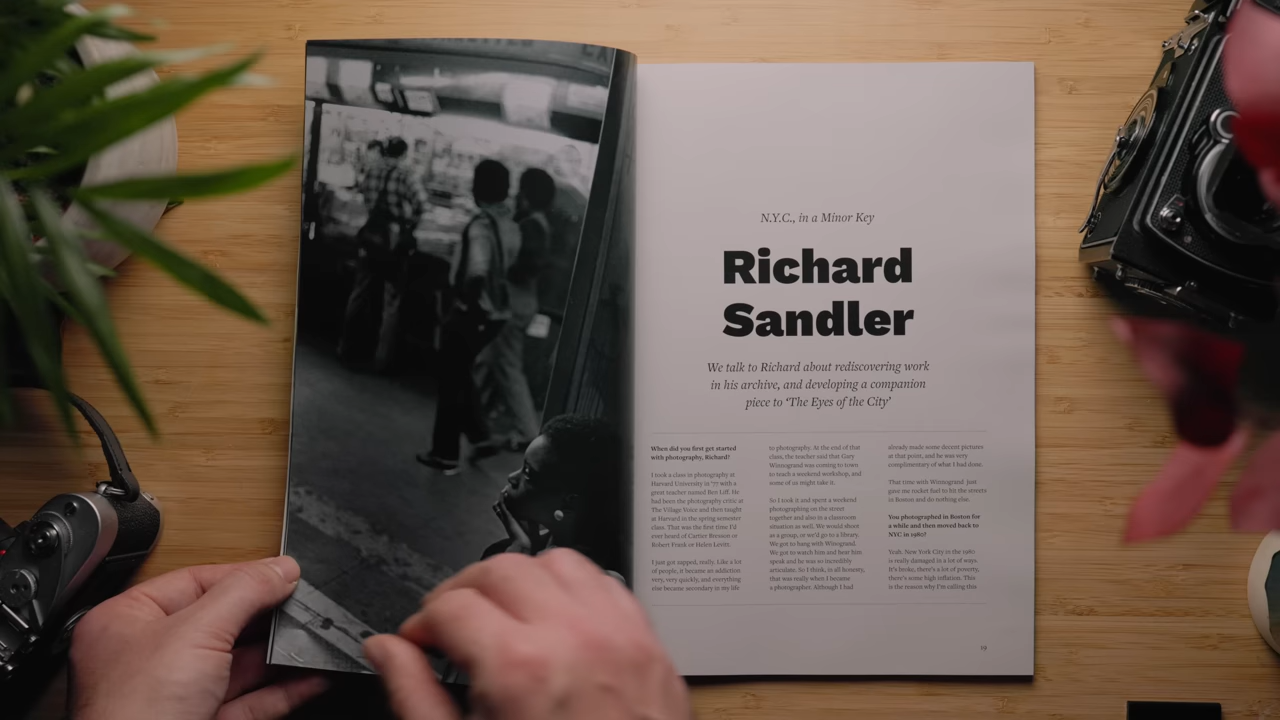 N.Y.C., in a Minor Key
Richard
Sandler
We talk to Richard about rediscovering work
in his archive, and developing a companion
piece to ‘The Eyes of the City’
When did you first get started
with photography, Richard?
I took a class in photography at
Harvard University in ’77 with a
great teacher named Ben Liff. He
had been the photography critic at
The Village Voice and then taught
at Harvard in the spring semester
class. That was the first time I’d
ever heard of Cartier Bresson or
Robert Frank or Helen Levitt.
I just got zapped, really. Like a lot
of people, it became an addiction
very, very quickly, and everything
else became secondary in my life
to photography. At the end of that
class, the teacher said that Gary
Winogrand was coming to town
to teach a weekend workshop, and
some of us might take it.
So I took it and spent a weekend
photographing on the street
together and also in a classroom
situation as well. We would shoot
as a group, or we’d go to a library.
We got to hang with Winogrand.
We got to watch him and hear him
speak and he was so incredibly
articulate. So I think, in all honesty,
that was really when I became
a photographer. Although I had
already made some decent pictures
at that point, and he was very
complimentary of what I had done.
That time with Winnogrand just
gave me rocket fuel to hit the streets
in Boston and do nothing else.
You photographed in Boston for
a while and then moved back to
NYC in 1980?
Yeah. New York City in the 1980
is really damaged in a lot of ways.
It’s broke, there’s a lot of poverty,
there’s some high inflation. This
is the reason why I’m calling this
19